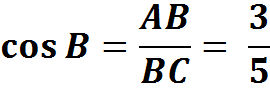 cos B = AB/BC = 3/5